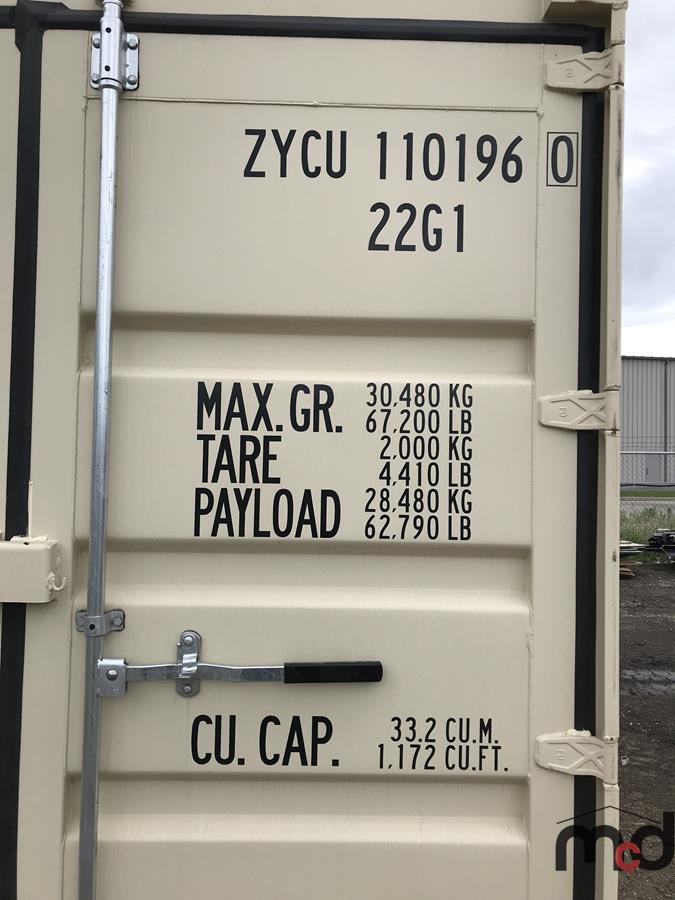 ZYCU 110196 0
22G1
MAX. GR. 30,480 KG
67,200 LB
TARE 2,000 KG
4,410 LB
PAYLOAD 28,480 KG
62,790 LB
CU. CAP. 33.2 CU.M.
1,172 CU.FT.
mcd